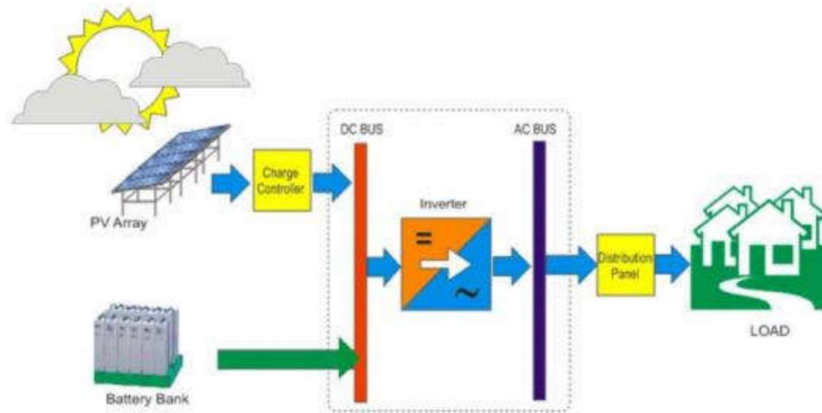 DC BUS
AC BUS
Charge
Controller
PV Array
Inverter
=
~
Distribution
Panel
LOAD
Battery Bank